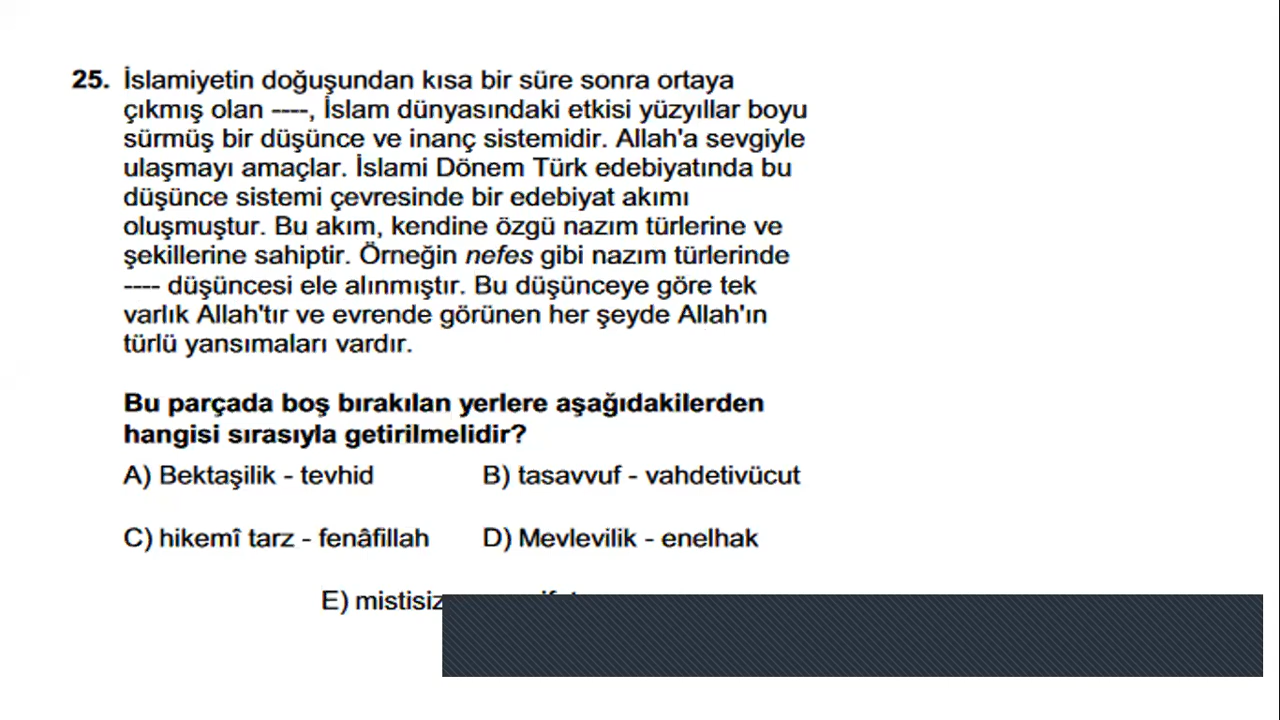 25. İslamiyetin doğuşundan kısa bir süre sonra ortaya
çıkmış olan ----, İslam dünyasındaki etkisi yüzyıllar boyu
sürmüş bir düşünce ve inanç sistemidir. Allah'a sevgiyle
ulaşmayı amaçlar. İslami Dönem Türk edebiyatında bu
düşünce sistemi çevresinde bir edebiyat akımı
oluşmuştur. Bu akım, kendine özgü nazım türlerine ve
şekillerine sahiptir. Örneğin nefes gibi nazım türlerinde
---- düşüncesi ele alınmıştır. Bu düşünceye göre tek
varlık Allah'tır ve evrende görünen her şeyde Allah'ın
türlü yansımaları vardır.
Bu parçada boş bırakılan yerlere aşağıdakilerden
hangisi sırasıyla getirilmelidir?
A) Bektaşilik - tevhid B) tasavvuf - vahdetivücut
C) hikemî tarz - fenâfillah D) Mevlevilik - enelhak
E)